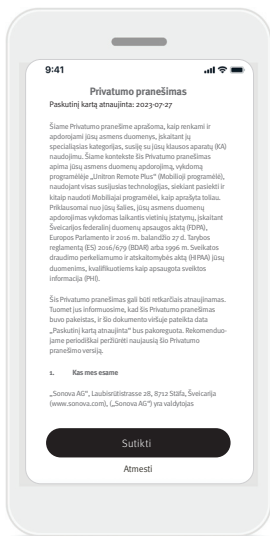 9:41
Privatumo pranešimas
Paskutinį kartą atnaujinta: 2023-07-27
Šiame Privatumo pranešime aprašoma, kaip renkami ir
apdorojami jūsų asmens duomenys, įskaitant jų
specialiąsias kategorijas, susiję su jūsų klausos aparatų (KA)
naudojimu. Šiame kontekste šis Privatumo pranešimas
apima jūsų asmens duomenų apdorojimą, vykdomą
programėlėje „Unitron Remote Plus“ (Mobilioji programėlė),
naudojant visas susijusias technologijas, siekiant pasiekti ir
kitaip naudoti Mobiliajai programėlei, kaip aprašyta toliau.
Priklausomai nuo jūsų šalies, jūsų asmens duomenų
apdorojimas vykdomas laikantis vietinių įstatymų, įskaitant
Šveicarijos federalinį duomenų apsaugos aktą (FDPA),
Europos Parlamento ir 2016 m. balandžio 27 d. Tarybos
reglamentą (ES) 2016/679 (BDAR) arba 1996 m. Sveikatos
draudimo perkeliamumo ir atskaitomybės aktą (HIPAA) jūsų
duomenims, kvalifikuotiems kaip apsaugota sveiktos
informacija (PHI).
Šis Privatumo pranešimas gali būti retkarčiais atnaujinamas.
Tuomet jus informuosime, kad šis Privatumo pranešimas
buvo pakeistas, ir šio dokumento viršuje pateikta data
„Paskutinį kartą atnaujinta“ bus pakoreguota. Rekomenduo-
jame periodiškai peržiūrėti naujausią šio Privatumo
pranešimo versiją.
1. Kas mes esame
„Sonova AG“, Laubisrütistrasse 28, 8712 Stäfa, Šveicarija
(www.sonova.com), („Sonova AG“) yra valdytojas
Sutikti
Atmesti